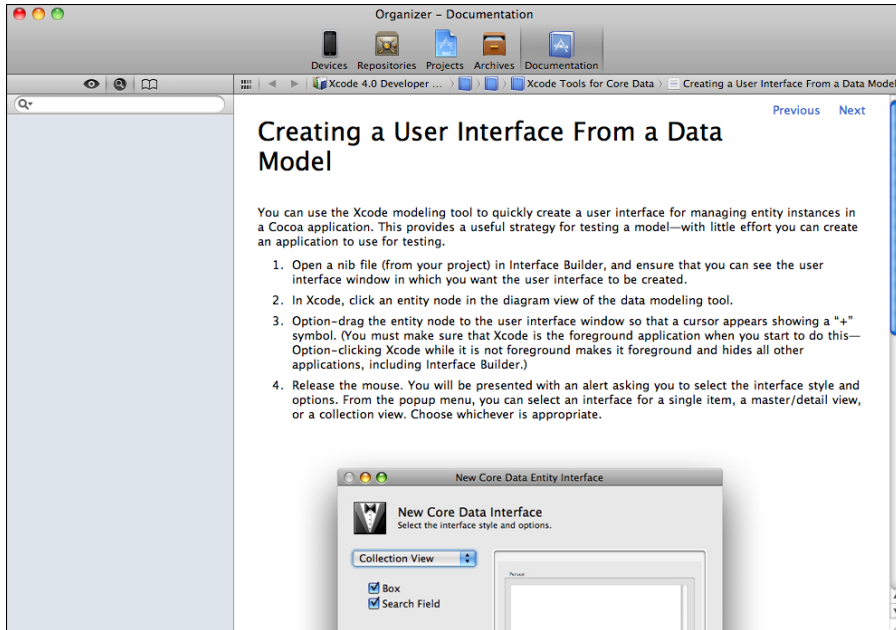 Organizer – Documentation
Devices Repositories Projects Archives Documentation
Xcode 4.0 Developer ... Xcode Tools for Core Data Creating a User Interface From a Data Model
Previous Next
Creating a User Interface From a Data
Model
You can use the Xcode modeling tool to quickly create a user interface for managing entity instances in
a Cocoa application. This provides a useful strategy for testing a model—with little effort you can create
an application to use for testing.
1. Open a nib file (from your project) in Interface Builder, and ensure that you can see the user
interface window in which you want the user interface to be created.
2. In Xcode, click an entity node in the diagram view of the data modeling tool.
3. Option-drag the entity node to the user interface window so that a cursor appears showing a "+"
symbol. (You must make sure that Xcode is the foreground application when you start to do this—
Option-clicking Xcode while it is not foreground makes it foreground and hides all other
applications, including Interface Builder.)
4. Release the mouse. You will be presented with an alert asking you to select the interface style and
options. From the popup menu, you can select an interface for a single item, a master/detail view,
or a collection view. Choose whichever is appropriate.
New Core Data Entity Interface
New Core Data Interface
Select the interface style and options.
Collection View
Box
Search Field